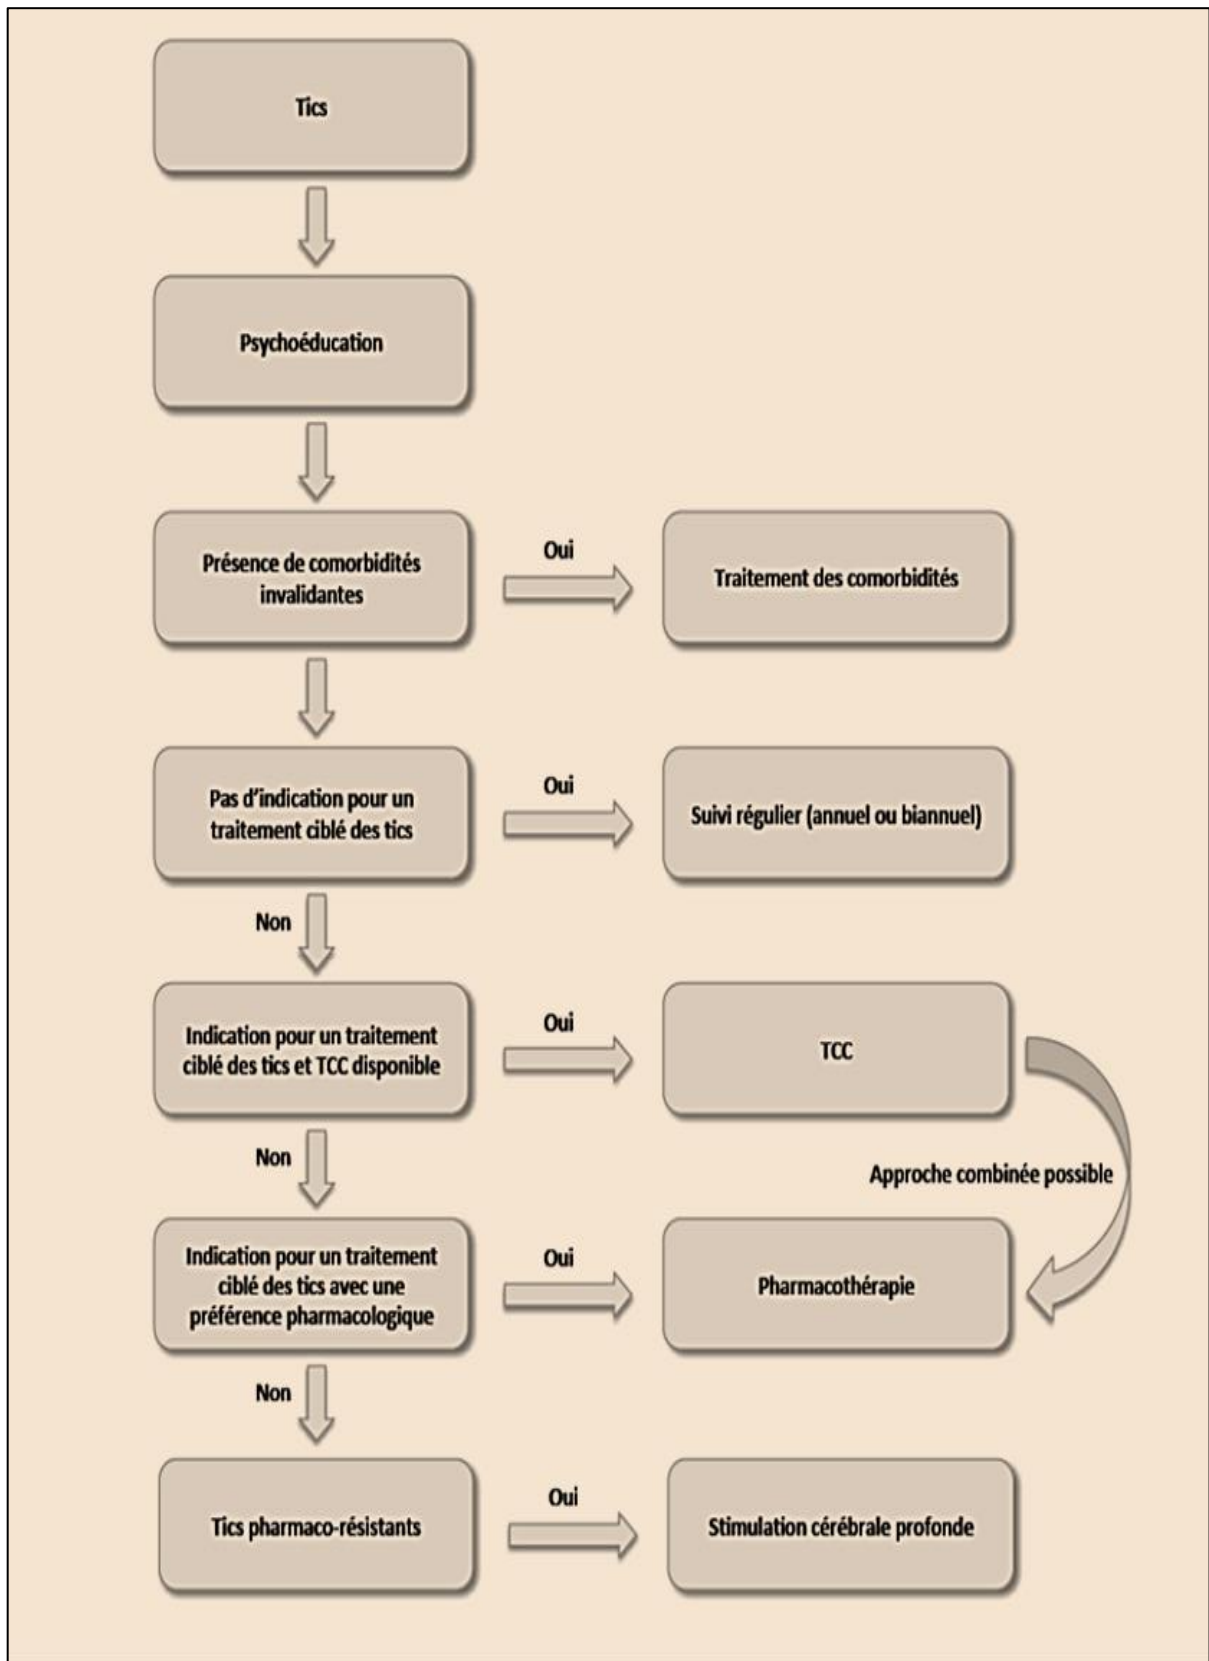 Tics
Psychoéducation
Présence de comorbidités
invalidantes
Oui
Traitement des comorbidités
Pas d'indication pour un
traitement ciblé des tics
Oui
Suivi régulier (annuel ou biannuel)
Non
Indication pour un traitement
ciblé des tics et TCC disponible
Oui
TCC
Non
Approche combinée possible
Indication pour un traitement
ciblé des tics avec une
préférence pharmacologique
Oui
Pharmacothérapie
Non
Tics pharmaco-résistants
Oui
Stimulation cérébrale profonde